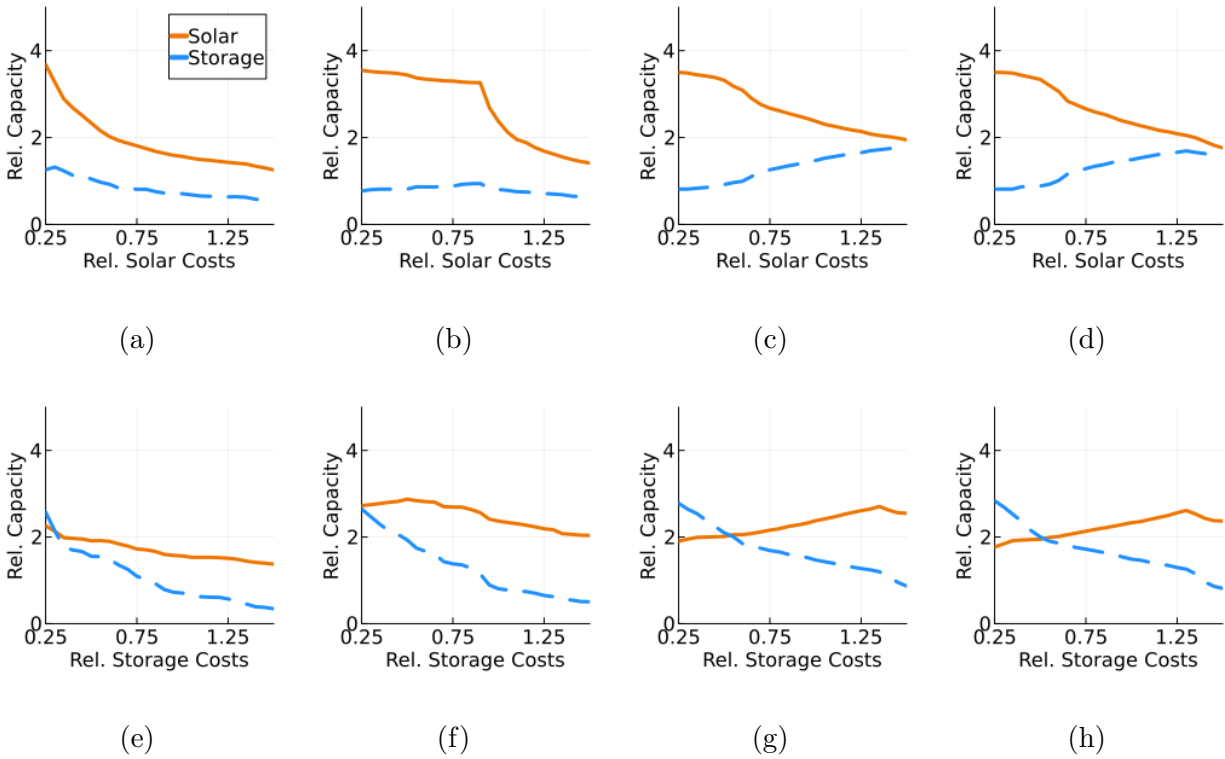 Solar
Storage
Rel. Capacity
4
2
0
0.25 0.75 1.25
Rel. Solar Costs
(a)
Rel. Capacity
4
2
0
0.25 0.75 1.25
Rel. Solar Costs
(b)
Rel. Capacity
4
2
0
0.25 0.75 1.25
Rel. Solar Costs
(c)
Rel. Capacity
4
2
0
0.25 0.75 1.25
Rel. Solar Costs
(d)
Rel. Capacity
4
2
0
0.25 0.75 1.25
Rel. Storage Costs
(e)
Rel. Capacity
4
2
0
0.25 0.75 1.25
Rel. Storage Costs
(f)
Rel. Capacity
4
2
0
0.25 0.75 1.25
Rel. Storage Costs
(g)
Rel. Capacity
4
2
0
0.25 0.75 1.25
Rel. Storage Costs
(h)